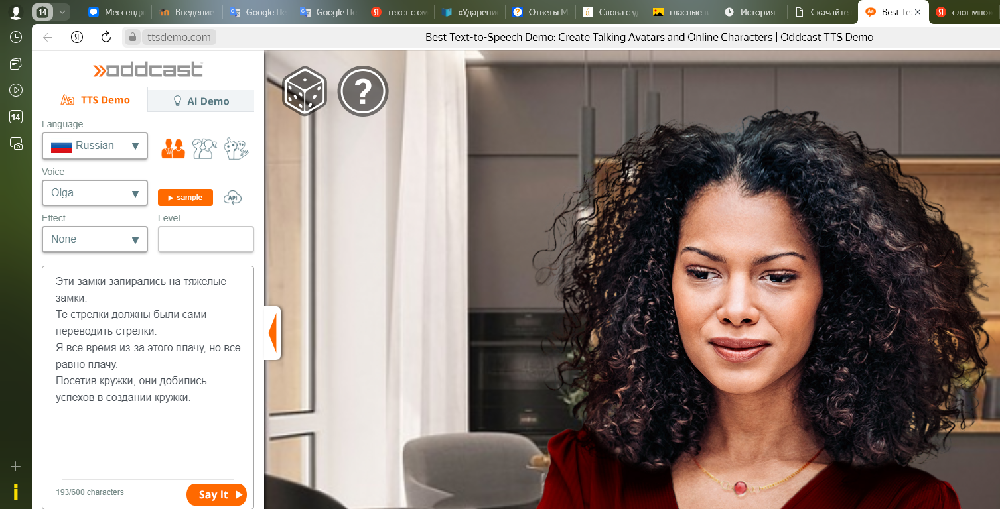 14
Мессендж
Введение
Google Пе
Google Пе
текст с ом
«Ударени
Ответы М
Слова с уд
гласные в
История
Скачайте
Best Te
слог множ
ttsdemo.com
Best Text-to-Speech Demo: Create Talking Avatars and Online Characters | Oddcast TTS Demo
14
oddcast
Aa TTS Demo
AI Demo
Language
Russian
Voice
Olga
sample
API
Effect
Level
None
Эти замки запирались на тяжелые
замки.
Те стрелки должны были сами
переводить стрелки.
Я все время из-за этого плачу, но все
равно плачу.
Посетив кружки, они добились
успехов в создании кружки.
193/600 characters
Say It
?